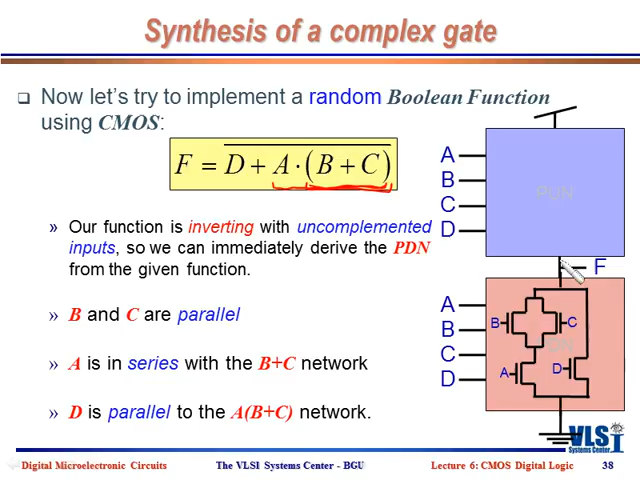 Synthesis of a complex gate
Now let's try to implement a random Boolean Function
using CMOS:
F = \overline{D + A · (B + C)}
» Our function is inverting with uncomplemented
inputs, so we can immediately derive the PDN
from the given function.
» B and C are parallel
» A is in series with the B+C network
» D is parallel to the A(B+C) network.
A
B
C
D
PUN
F
A
B
C
D
B
C
A
D
VLSI
Systems Center
Digital Microelectronic Circuits
The VLSI Systems Center - BGU
Lecture 6: CMOS Digital Logic
38